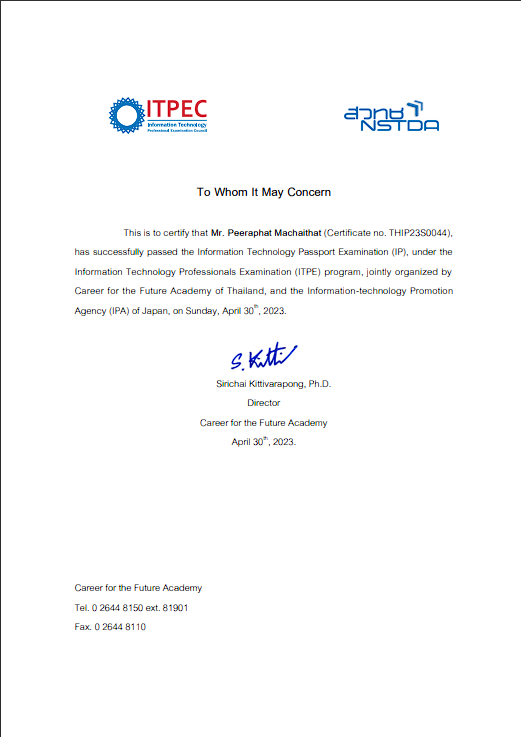 ITPEC
Information Technology
Professional Examination Council
สวทช
NSTDA
To Whom It May Concern
This is to certify that Mr. Peeraphat Machaithat (Certificate no. THIP23S0044),
has successfully passed the Information Technology Passport Examination (IP), under the
Information Technology Professionals Examination (ITPE) program, jointly organized by
Career for the Future Academy of Thailand, and the Information-technology Promotion
Agency (IPA) of Japan, on Sunday, April 30th, 2023.
S. Kitti
Sirichai Kittivarapong, Ph.D.
Director
Career for the Future Academy
April 30th, 2023.
Career for the Future Academy
Tel. 0 2644 8150 ext. 81901
Fax. 0 2644 8110